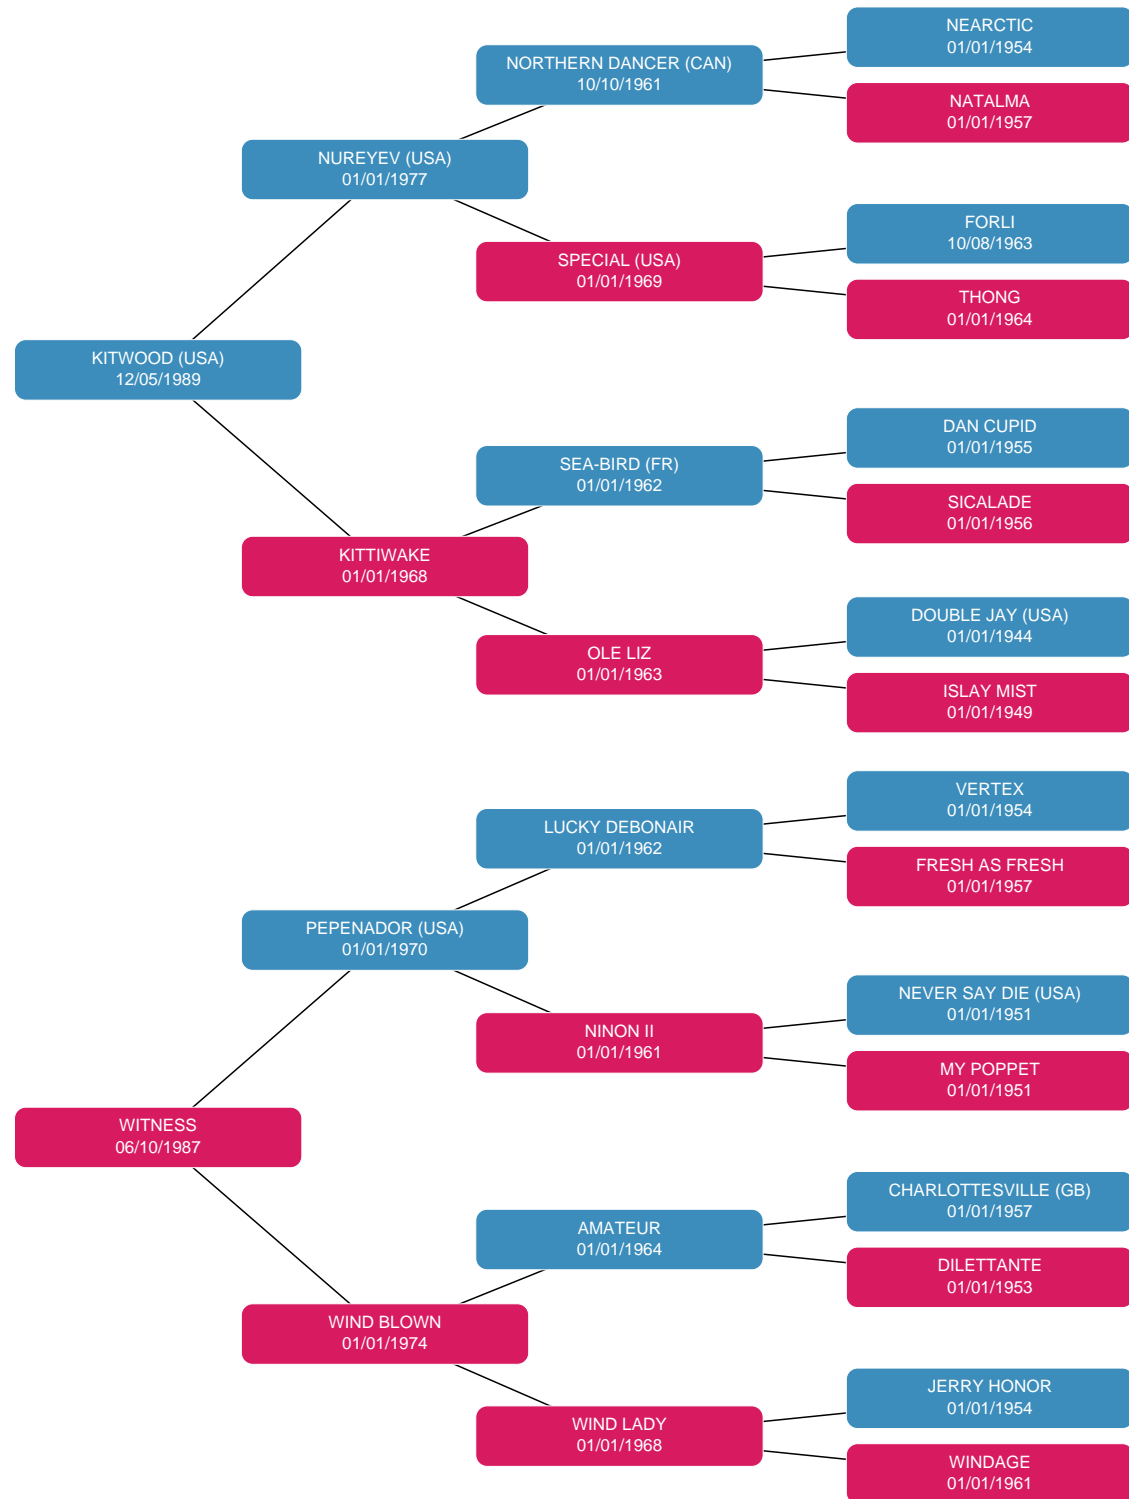 NEARCTIC
01/01/1954
NORTHERN DANCER (CAN)
10/10/1961
NATALMA
01/01/1957
NUREYEV (USA)
01/01/1977
FORLI
10/08/1963
SPECIAL (USA)
01/01/1969
THONG
01/01/1964
KITWOOD (USA)
12/05/1989
DAN CUPID
01/01/1955
SEA-BIRD (FR)
01/01/1962
SICALADE
01/01/1956
KITTIWAKE
01/01/1968
DOUBLE JAY (USA)
01/01/1944
OLE LIZ
01/01/1963
ISLAY MIST
01/01/1949
VERTEX
01/01/1954
LUCKY DEBONAIR
01/01/1962
FRESH AS FRESH
01/01/1957
PEPENADOR (USA)
01/01/1970
NEVER SAY DIE (USA)
01/01/1951
NINON II
01/01/1961
MY POPPET
01/01/1951
WITNESS
06/10/1987
CHARLOTTESVILLE (GB)
01/01/1957
AMATEUR
01/01/1964
DILETTANTE
01/01/1953
WIND BLOWN
01/01/1974
JERRY HONOR
01/01/1954
WIND LADY
01/01/1968
WINDAGE
01/01/1961